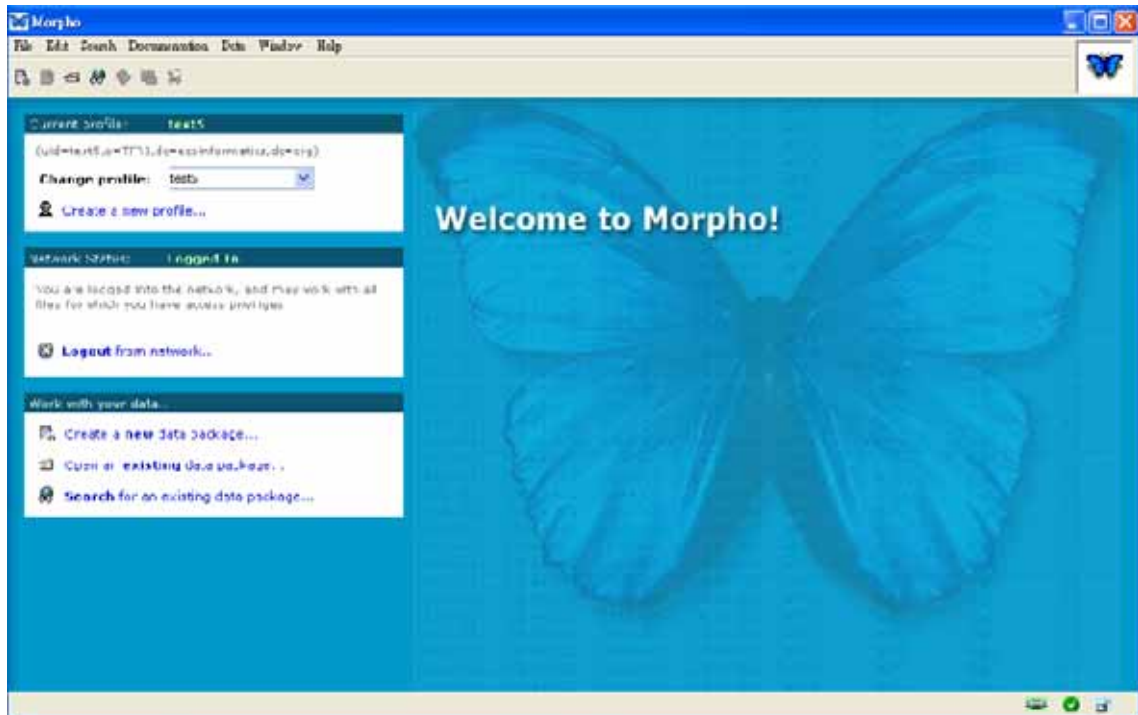 Morpho
File Edit Search Documentation Data Window Help
Current profile: test5
Change profile: test5
Create a new profile...
Welcome to Morpho!
Network Status: Logged In
You are logged into the network, and may work with all
files for which you have access privileges
Logout from network...
Work with your data...
Create a new data package...
Open an existing data package...
Search for an existing data package...